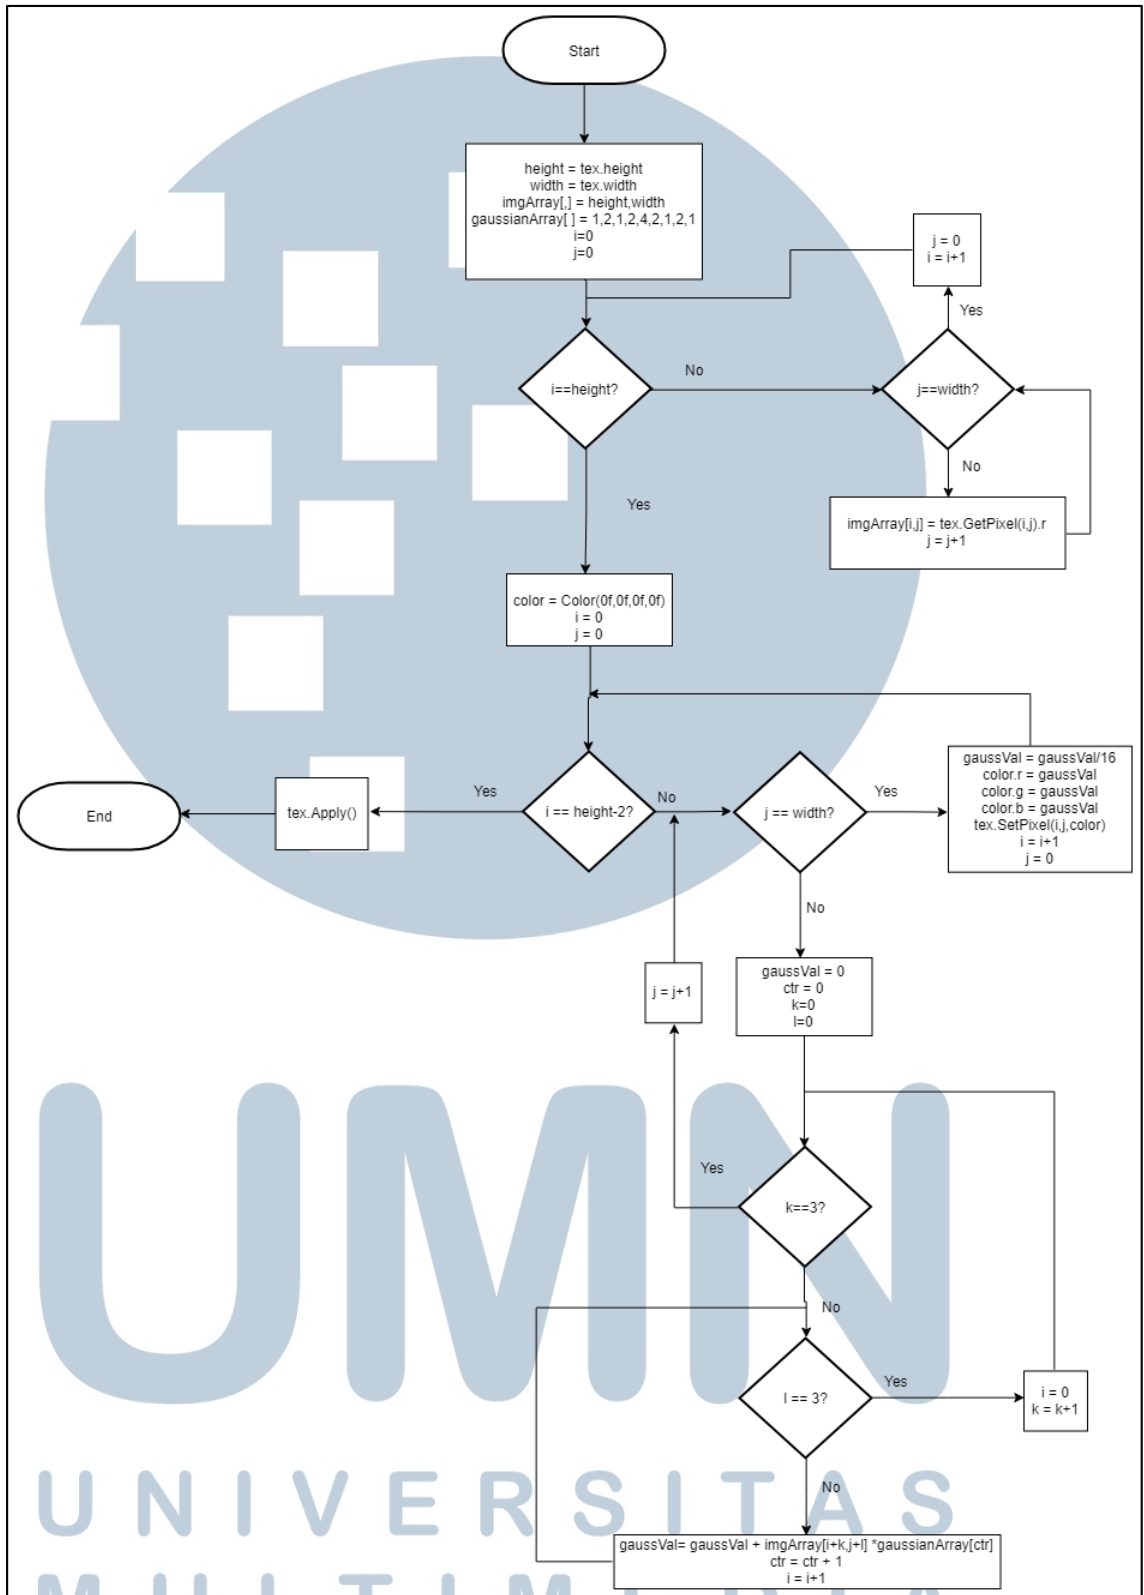 Start
height = tex.height
width = tex.width
imgArray[,] = height,width
gaussianArray[ ] = 1,2,1,2,4,2,1,2,1
i=0
j=0
j = 0
i = i+1
Yes
i==height?
No
j==width?
No
imgArray[i,j] = tex.GetPixel(i,j).r
j = j+1
Yes
color = Color(0f,0f,0f,0f)
i = 0
j = 0
End
tex.Apply()
Yes
i == height-2?
No
j == width?
Yes
gaussVal = gaussVal/16
color.r = gaussVal
color.g = gaussVal
color.b = gaussVal
tex.SetPixel(i,j,color)
i = i+1
j = 0
No
j = j+1
gaussVal = 0
ctr = 0
k=0
l=0
Yes
k==3?
No
l == 3?
Yes
i = 0
k = k+1
No
gaussVal= gaussVal + imgArray[i+k,j+l] *gaussianArray[ctr]
ctr = ctr + 1
i = i+1
UMN
UNIVERSITAS
MULTIMEDIA